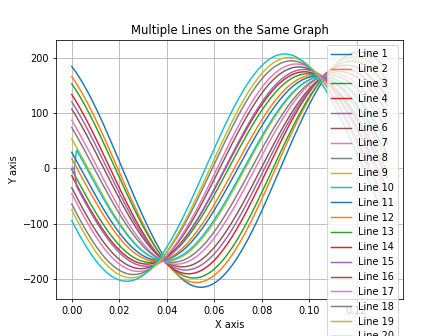 Multiple Lines on the Same Graph
Y axis
200
100
0
−100
−200
0.00
0.02
0.04
0.06
0.08
0.10
X axis
Line 1
Line 2
Line 3
Line 4
Line 5
Line 6
Line 7
Line 8
Line 9
Line 10
Line 11
Line 12
Line 13
Line 14
Line 15
Line 16
Line 17
Line 18
Line 19
Line 20